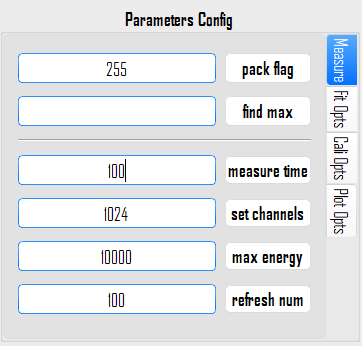 Parameters Config
255 pack flag
find max
100 measure time
1024 set channels
10000 max energy
100 refresh num
Measure
Fit Opts
Cali Opts
Plot Opts